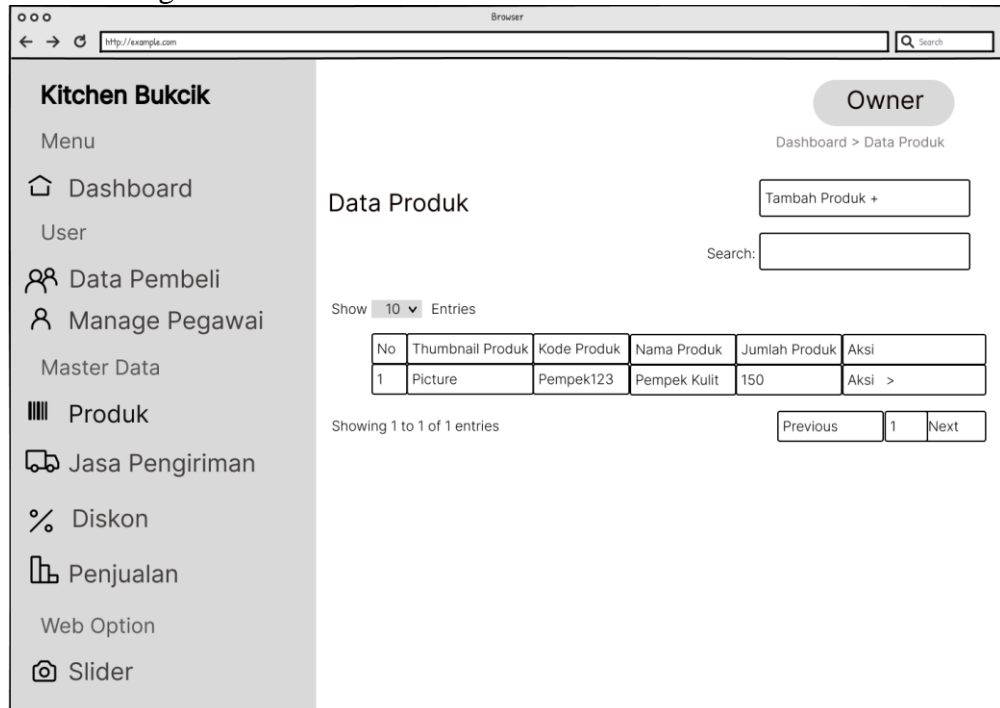 Browser
http://example.com
Search
Kitchen Bukcik
Menu
Dashboard
User
Data Pembeli
Manage Pegawai
Master Data
Produk
Jasa Pengiriman
Diskon
Penjualan
Web Option
Slider
Owner
Dashboard > Data Produk
Data Produk
Tambah Produk +
Search:
Show 10 Entries
No Thumbnail Produk Kode Produk Nama Produk Jumlah Produk Aksi
1 Picture Pempek123 Pempek Kulit 150 Aksi >
Showing 1 to 1 of 1 entries
Previous 1 Next